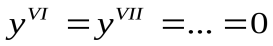 y^{VI} = y^{VII} = ... = 0